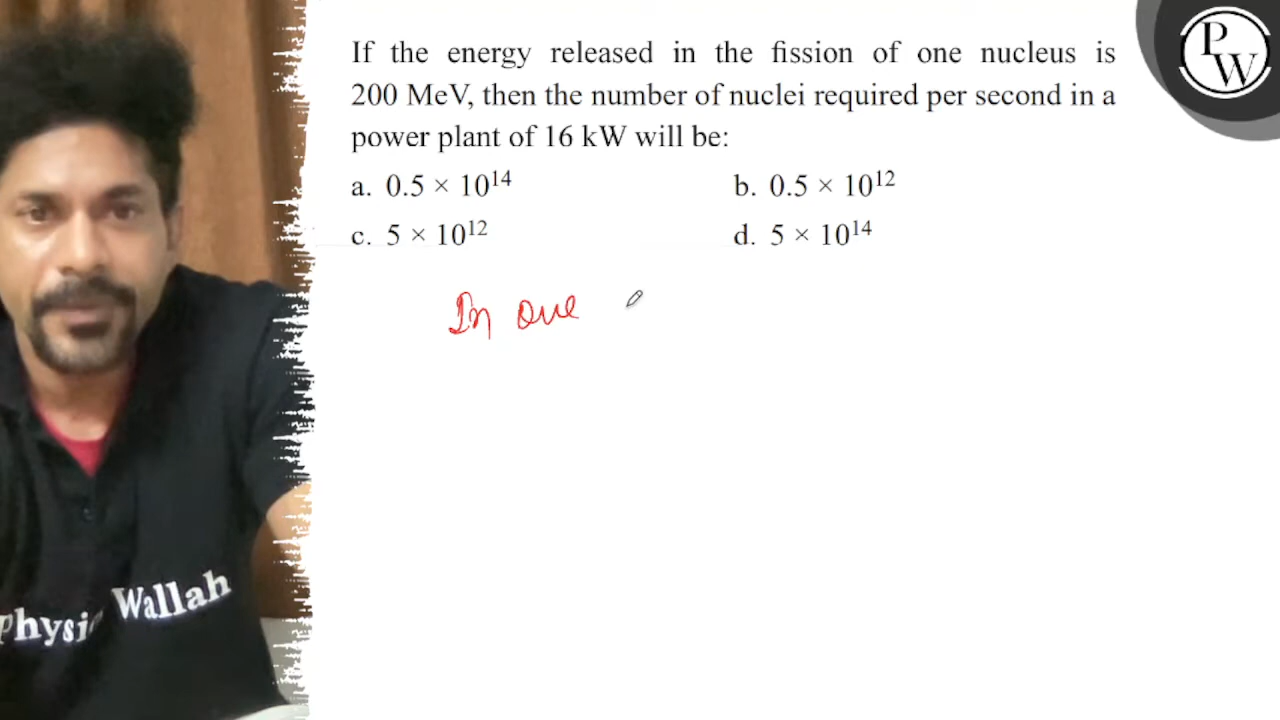 If the energy released in the fission of one nucleus is
200 MeV, then the number of nuclei required per second in a
power plant of 16 kW will be:
a. 0.5 × 10¹⁴ b. 0.5 × 10¹²
c. 5 × 10¹² d. 5 × 10¹⁴
In one
PW
Physic Wallah